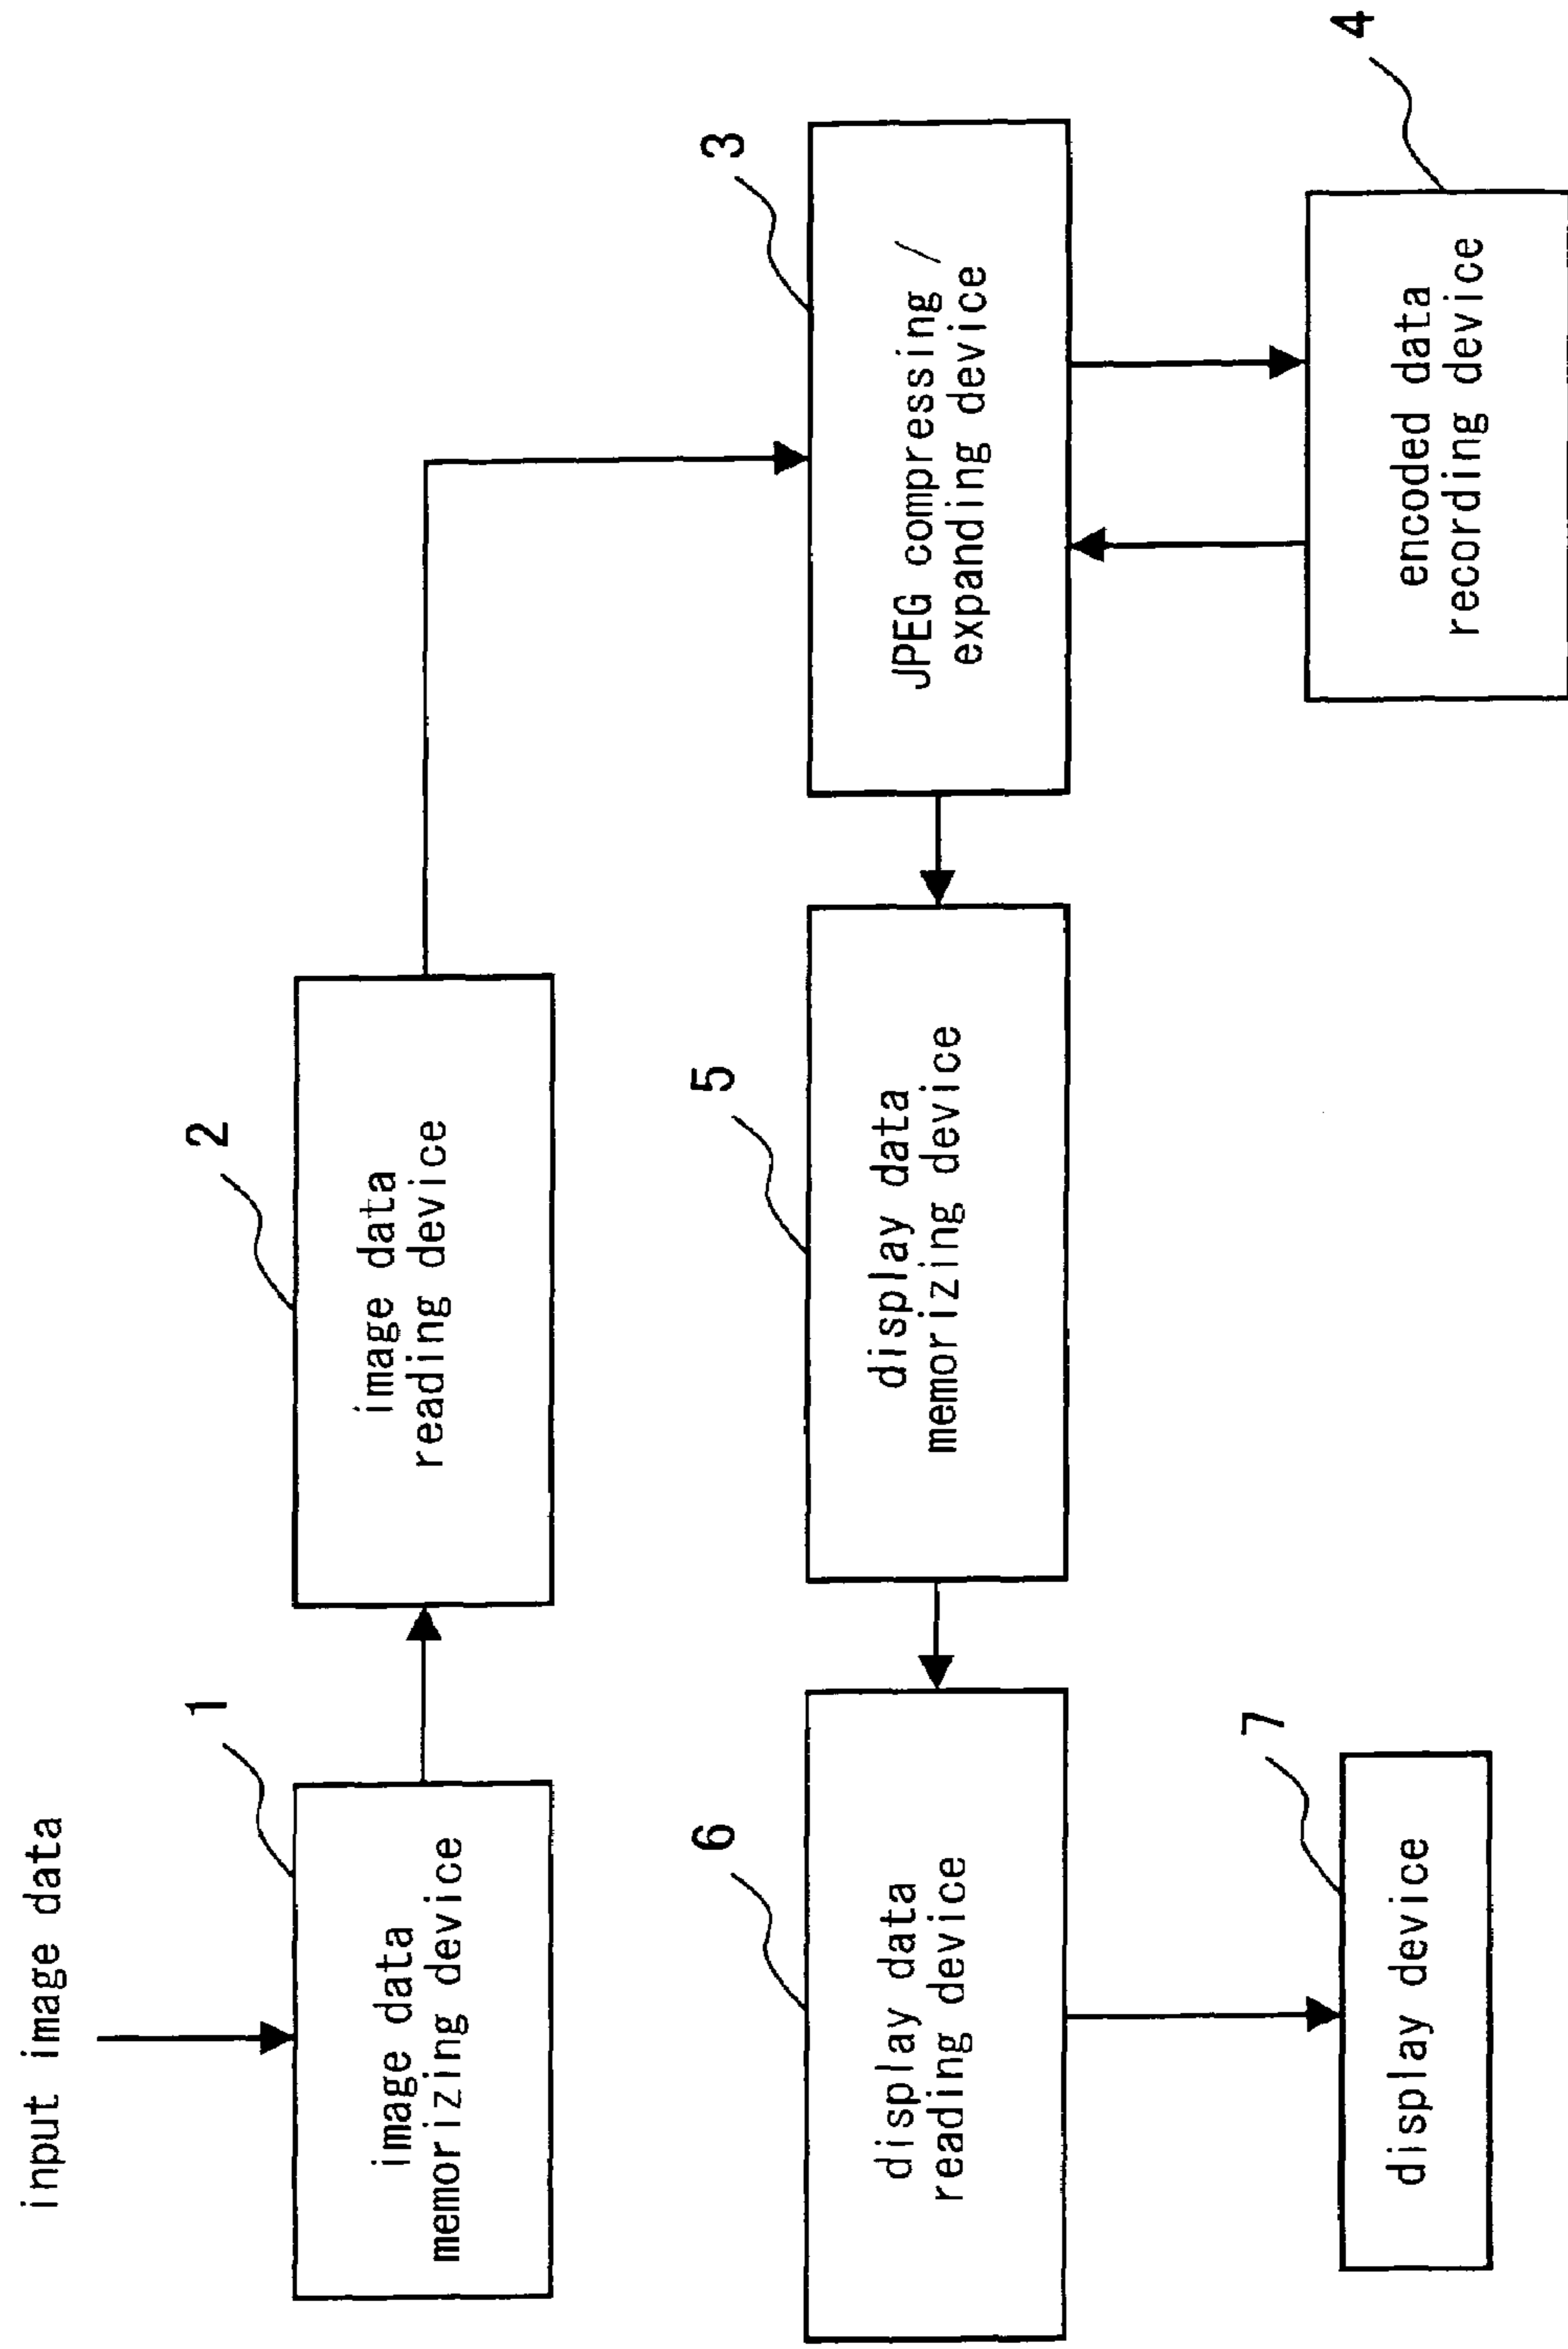 input image data
1
image data
memorizing device
2
image data
reading device
3
JPEG compressing /
expanding device
4
encoded data
recording device
5
display data
memorizing device
6
display data
reading device
7
display device